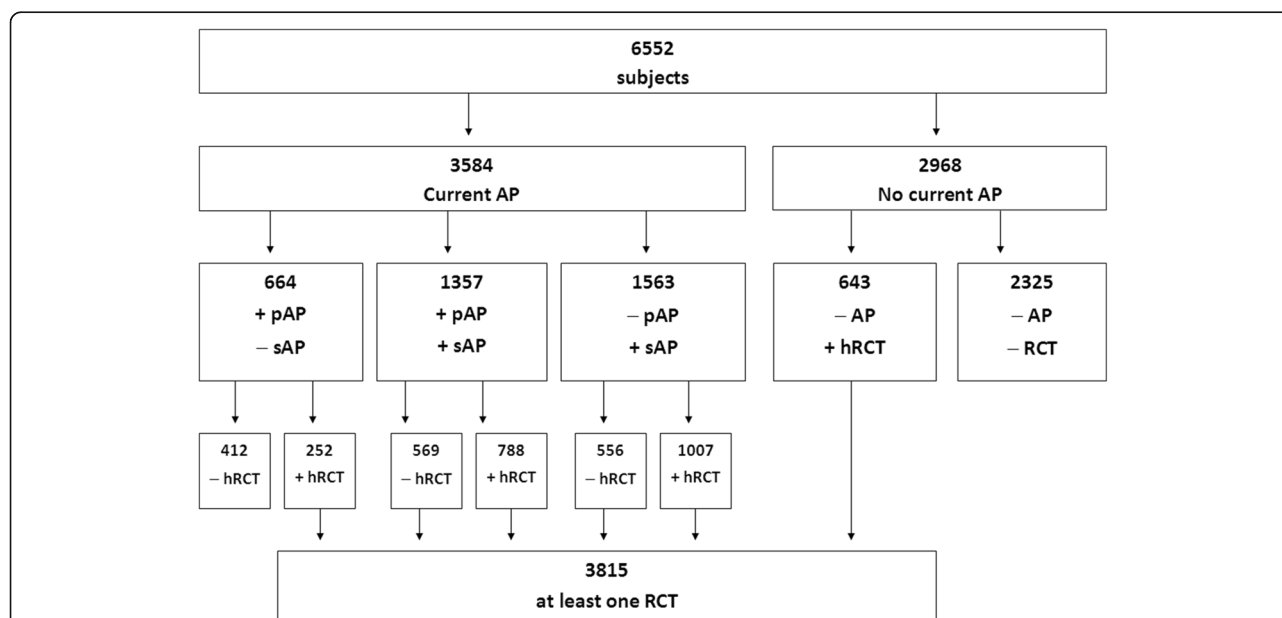 6552
subjects
3584
Current AP
2968
No current AP
664
+ pAP
– sAP
1357
+ pAP
+ sAP
1563
– pAP
+ sAP
643
– AP
+ hRCT
2325
– AP
– RCT
412
– hRCT
252
+ hRCT
569
– hRCT
788
+ hRCT
556
– hRCT
1007
+ hRCT
3815
at least one RCT